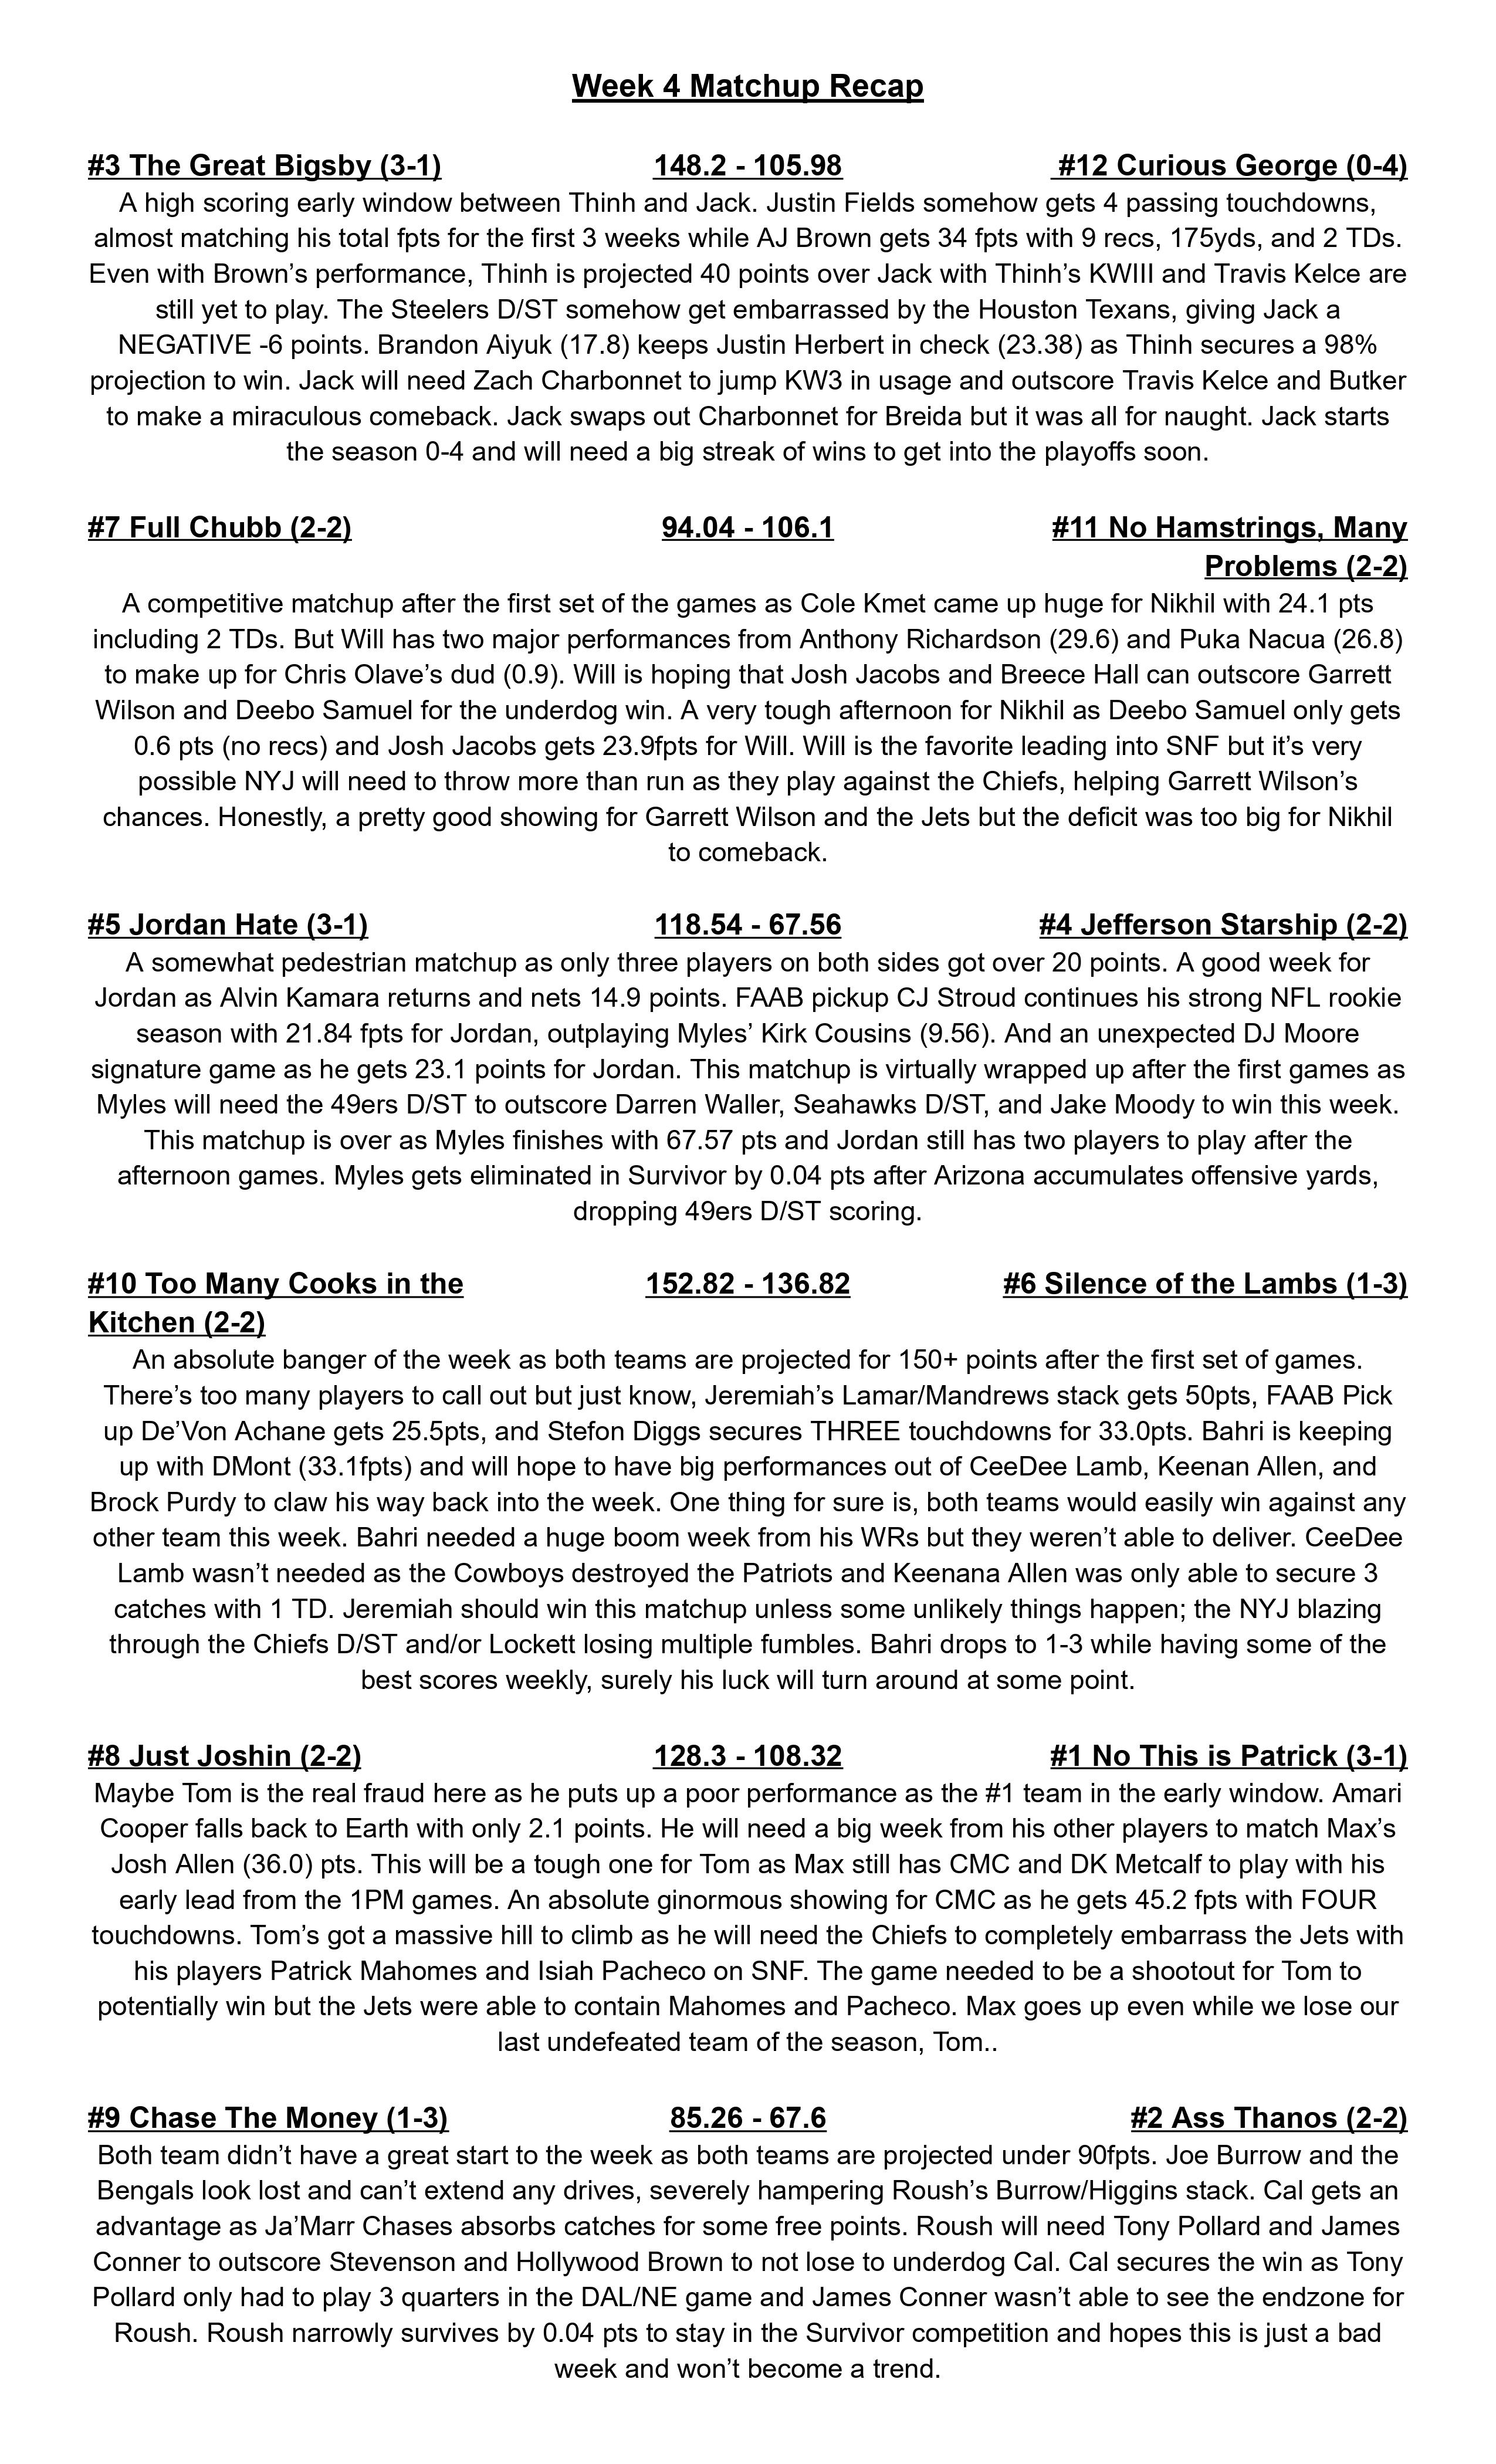 Week 4 Matchup Recap
#3 The Great Bigsby (3-1) 148.2 - 105.98 #12 Curious George (0-4)
A high scoring early window between Thinh and Jack. Justin Fields somehow gets 4 passing touchdowns,
almost matching his total fpts for the first 3 weeks while AJ Brown gets 34 fpts with 9 recs, 175yds, and 2 TDs.
Even with Brown’s performance, Thinh is projected 40 points over Jack with Thinh’s KWIII and Travis Kelce are
still yet to play. The Steelers D/ST somehow get embarrassed by the Houston Texans, giving Jack a
NEGATIVE -6 points. Brandon Aiyuk (17.8) keeps Justin Herbert in check (23.38) as Thinh secures a 98%
projection to win. Jack will need Zach Charbonnet to jump KW3 in usage and outscore Travis Kelce and Butker
to make a miraculous comeback. Jack swaps out Charbonnet for Breida but it was all for naught. Jack starts
the season 0-4 and will need a big streak of wins to get into the playoffs soon.
#7 Full Chubb (2-2) 94.04 - 106.1 #11 No Hamstrings, Many
Problems (2-2)
A competitive matchup after the first set of the games as Cole Kmet came up huge for Nikhil with 24.1 pts
including 2 TDs. But Will has two major performances from Anthony Richardson (29.6) and Puka Nacua (26.8)
to make up for Chris Olave’s dud (0.9). Will is hoping that Josh Jacobs and Breece Hall can outscore Garrett
Wilson and Deebo Samuel for the underdog win. A very tough afternoon for Nikhil as Deebo Samuel only gets
0.6 pts (no recs) and Josh Jacobs gets 23.9fpts for Will. Will is the favorite leading into SNF but it’s very
possible NYJ will need to throw more than run as they play against the Chiefs, helping Garrett Wilson’s
chances. Honestly, a pretty good showing for Garrett Wilson and the Jets but the deficit was too big for Nikhil
to comeback.
#5 Jordan Hate (3-1) 118.54 - 67.56 #4 Jefferson Starship (2-2)
A somewhat pedestrian matchup as only three players on both sides got over 20 points. A good week for
Jordan as Alvin Kamara returns and nets 14.9 points. FAAB pickup CJ Stroud continues his strong NFL rookie
season with 21.84 fpts for Jordan, outplaying Myles’ Kirk Cousins (9.56). And an unexpected DJ Moore
signature game as he gets 23.1 points for Jordan. This matchup is virtually wrapped up after the first games as
Myles will need the 49ers D/ST to outscore Darren Waller, Seahawks D/ST, and Jake Moody to win this week.
This matchup is over as Myles finishes with 67.57 pts and Jordan still has two players to play after the
afternoon games. Myles gets eliminated in Survivor by 0.04 pts after Arizona accumulates offensive yards,
dropping 49ers D/ST scoring.
#10 Too Many Cooks in the 152.82 - 136.82 #6 Silence of the Lambs (1-3)
Kitchen (2-2)
An absolute banger of the week as both teams are projected for 150+ points after the first set of games.
There’s too many players to call out but just know, Jeremiah’s Lamar/Mandrews stack gets 50pts, FAAB Pick
up De’Von Achane gets 25.5pts, and Stefon Diggs secures THREE touchdowns for 33.0pts. Bahri is keeping
up with DMont (33.1fpts) and will hope to have big performances out of CeeDee Lamb, Keenan Allen, and
Brock Purdy to claw his way back into the week. One thing for sure is, both teams would easily win against any
other team this week. Bahri needed a huge boom week from his WRs but they weren’t able to deliver. CeeDee
Lamb wasn’t needed as the Cowboys destroyed the Patriots and Keenana Allen was only able to secure 3
catches with 1 TD. Jeremiah should win this matchup unless some unlikely things happen; the NYJ blazing
through the Chiefs D/ST and/or Lockett losing multiple fumbles. Bahri drops to 1-3 while having some of the
best scores weekly, surely his luck will turn around at some point.
#8 Just Joshin (2-2) 128.3 - 108.32 #1 No This is Patrick (3-1)
Maybe Tom is the real fraud here as he puts up a poor performance as the #1 team in the early window. Amari
Cooper falls back to Earth with only 2.1 points. He will need a big week from his other players to match Max’s
Josh Allen (36.0) pts. This will be a tough one for Tom as Max still has CMC and DK Metcalf to play with his
early lead from the 1PM games. An absolute ginormous showing for CMC as he gets 45.2 fpts with FOUR
touchdowns. Tom’s got a massive hill to climb as he will need the Chiefs to completely embarrass the Jets with
his players Patrick Mahomes and Isiah Pacheco on SNF. The game needed to be a shootout for Tom to
potentially win but the Jets were able to contain Mahomes and Pacheco. Max goes up even while we lose our
last undefeated team of the season, Tom..
#9 Chase The Money (1-3) 85.26 - 67.6 #2 Ass Thanos (2-2)
Both team didn’t have a great start to the week as both teams are projected under 90fpts. Joe Burrow and the
Bengals look lost and can’t extend any drives, severely hampering Roush’s Burrow/Higgins stack. Cal gets an
advantage as Ja’Marr Chases absorbs catches for some free points. Roush will need Tony Pollard and James
Conner to outscore Stevenson and Hollywood Brown to not lose to underdog Cal. Cal secures the win as Tony
Pollard only had to play 3 quarters in the DAL/NE game and James Conner wasn’t able to see the endzone for
Roush. Roush narrowly survives by 0.04 pts to stay in the Survivor competition and hopes this is just a bad
week and won’t become a trend.